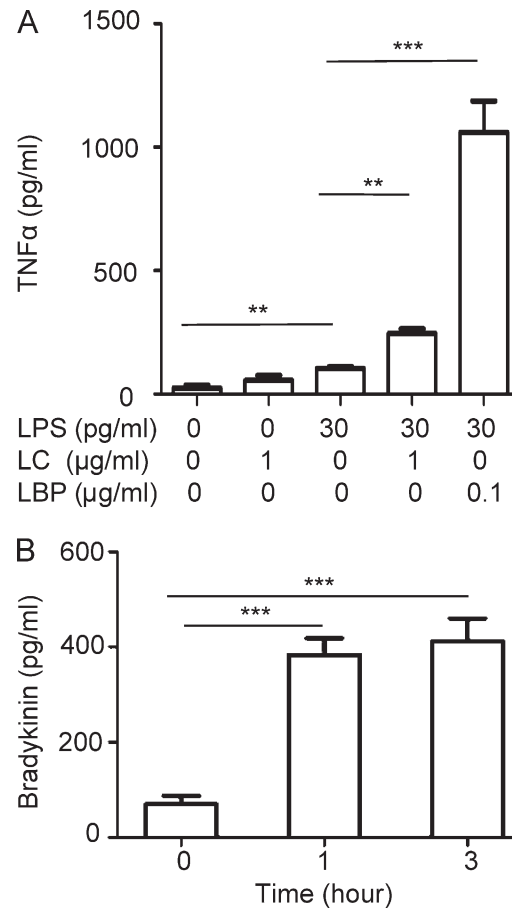 A
1500
***
1000
TNFα (pg/ml)
**
500
**
0
LPS (pg/ml) 0 0 30 30 30
LC (µg/ml) 0 1 0 1 0
LBP (µg/ml) 0 0 0 0 0.1
B
600
***
***
400
Bradykinin (pg/ml)
200
0
0 1 3
Time (hour)